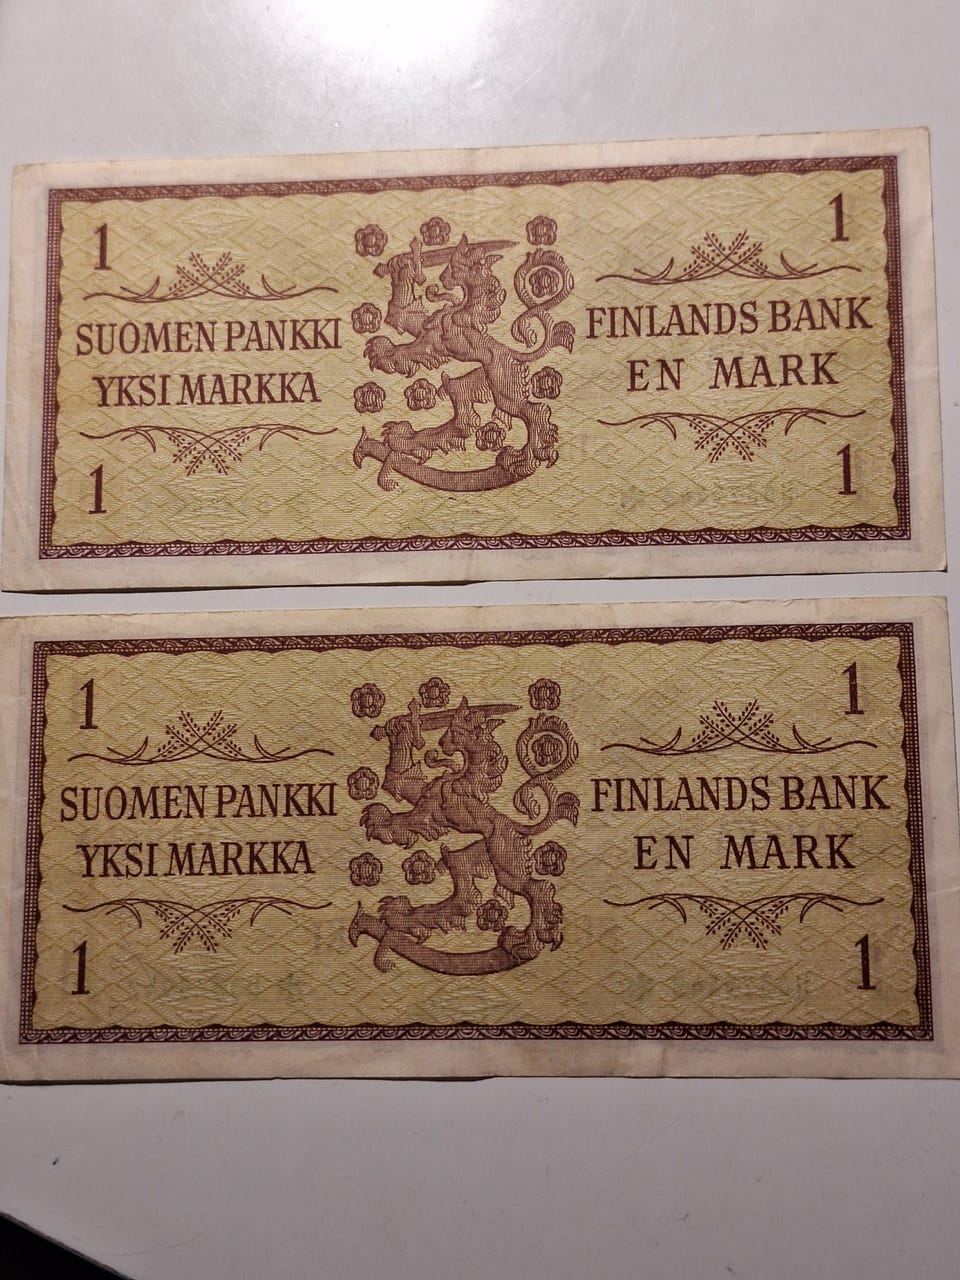 1
1
SUOMEN PANKKI
YKSI MARKKA
FINLANDS BANK
EN MARK
1
1
1
1
SUOMEN PANKKI
YKSI MARKKA
FINLANDS BANK
EN MARK
1
1